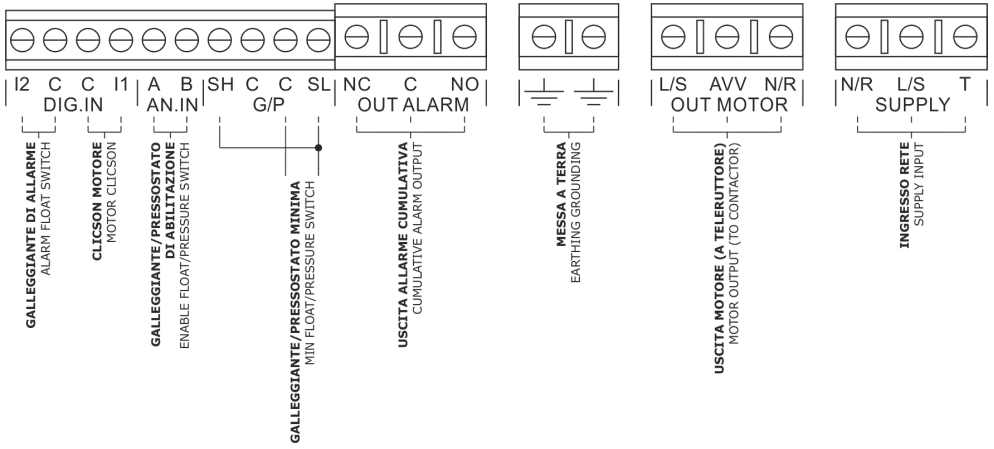 I2 C C I1 A B SH C C SL NC C NO L/S AVV N/R N/R L/S T
DIG.IN AN.IN G/P OUT ALARM OUT MOTOR SUPPLY
GALLEGGIANTE DI ALLARME
ALARM FLOAT SWITCH
CLICSON MOTORE
MOTOR CLICSON
GALLEGGIANTE/PRESSOSTATO
DI ABILITAZIONE
ENABLE FLOAT/PRESSURE SWITCH
GALLEGGIANTE/PRESSOSTATO MINIMA
MIN FLOAT/PRESSURE SWITCH
USCITA ALLARME CUMULATIVA
CUMULATIVE ALARM OUTPUT
MESSA A TERRA
EARTHING GROUNDING
USCITA MOTORE (A TELERUTTORE)
MOTOR OUTPUT (TO CONTACTOR)
INGRESSO RETE
SUPPLY INPUT